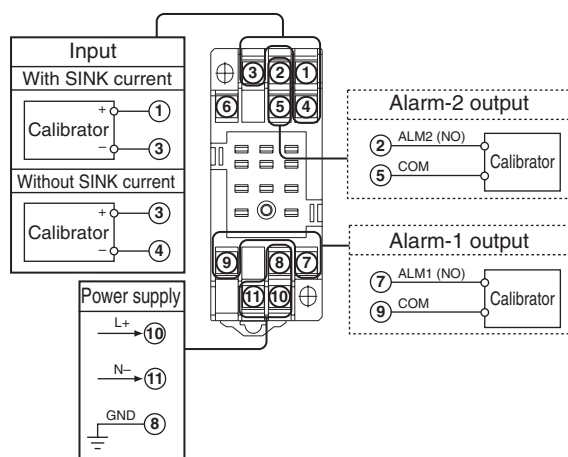 Input
With SINK current
+
Calibrator
–
1
3
Without SINK current
+
Calibrator
–
3
4
3 2 1
6 5 4
9 8 7
11 10
Alarm-2 output
2 ALM2 (NO)
5 COM
Calibrator
Alarm-1 output
7 ALM1 (NO)
9 COM
Calibrator
Power supply
L+ 10
N– 11
GND 8